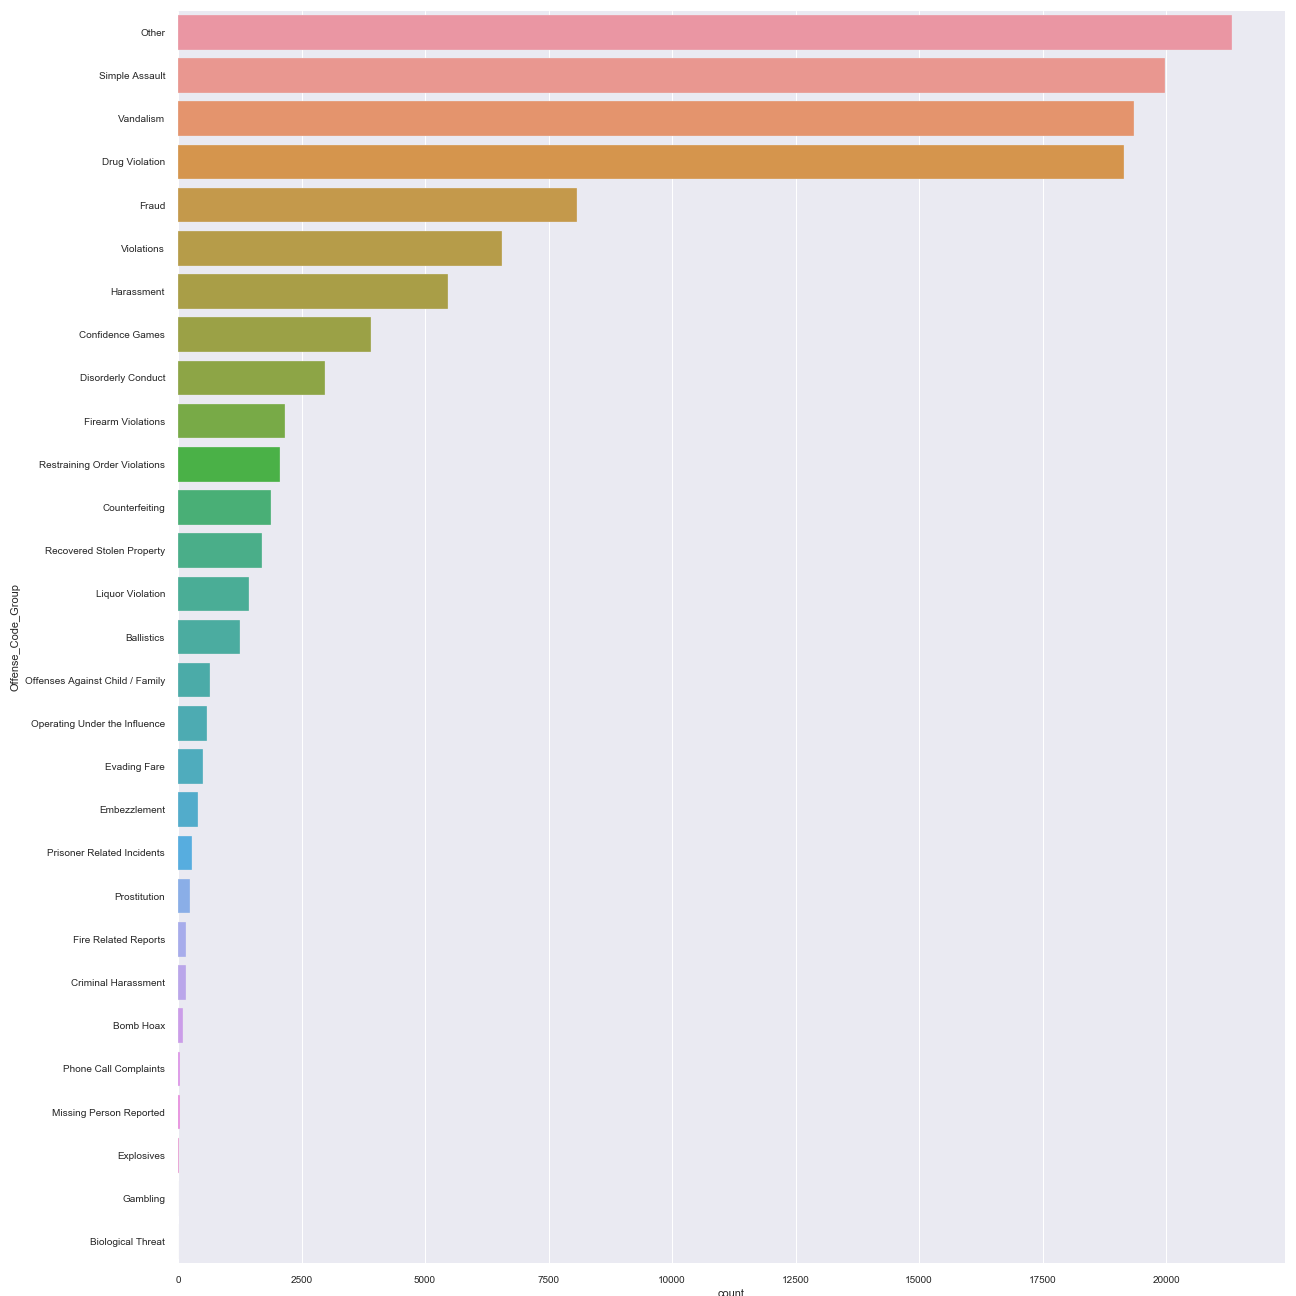 Other
Simple Assault
Vandalism
Drug Violation
Fraud
Violations
Harassment
Confidence Games
Disorderly Conduct
Firearm Violations
Restraining Order Violations
Counterfeiting
Recovered Stolen Property
Liquor Violation
Ballistics
Offense_Code_Group
Offenses Against Child / Family
Operating Under the Influence
Evading Fare
Embezzlement
Prisoner Related Incidents
Prostitution
Fire Related Reports
Criminal Harassment
Bomb Hoax
Phone Call Complaints
Missing Person Reported
Explosives
Gambling
Biological Threat
0 2500 5000 7500 10000 12500 15000 17500 20000
count